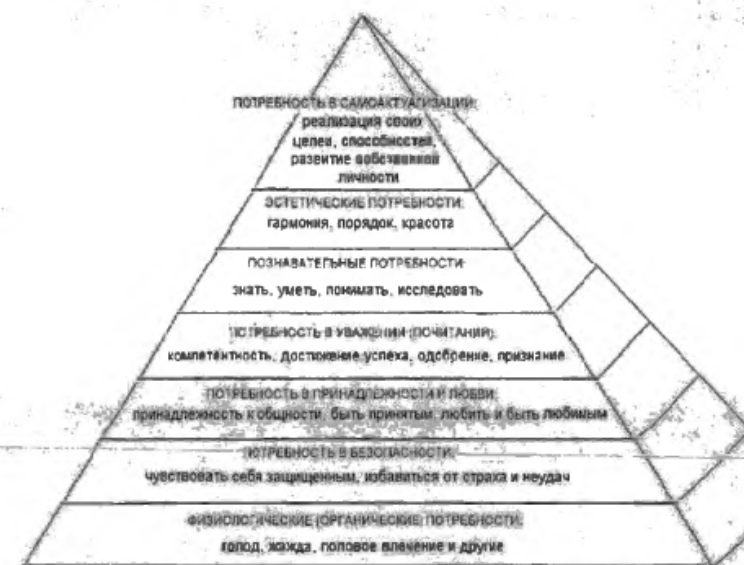 ПОТРЕБНОСТЬ В САМОАКТУАЛИЗАЦИИ:
реализация своих
целей, способностей,
развитие собственной
личности
ЭСТЕТИЧЕСКИЕ ПОТРЕБНОСТИ:
гармония, порядок, красота
ПОЗНАВАТЕЛЬНЫЕ ПОТРЕБНОСТИ:
знать, уметь, понимать, исследовать
ПОТРЕБНОСТЬ В УВАЖЕНИИ (ПОЧИТАНИИ):
компетентность, достижение успеха, одобрение, признание
ПОТРЕБНОСТЬ В ПРИНАДЛЕЖНОСТИ И ЛЮБВИ:
принадлежность к общности, быть принятым, любить и быть любимым
ПОТРЕБНОСТЬ В БЕЗОПАСНОСТИ:
чувствовать себя защищенным, избавиться от страха и неудач
ФИЗИОЛОГИЧЕСКИЕ (ОРГАНИЧЕСКИЕ) ПОТРЕБНОСТИ:
голод, жажда, половое влечение и другие